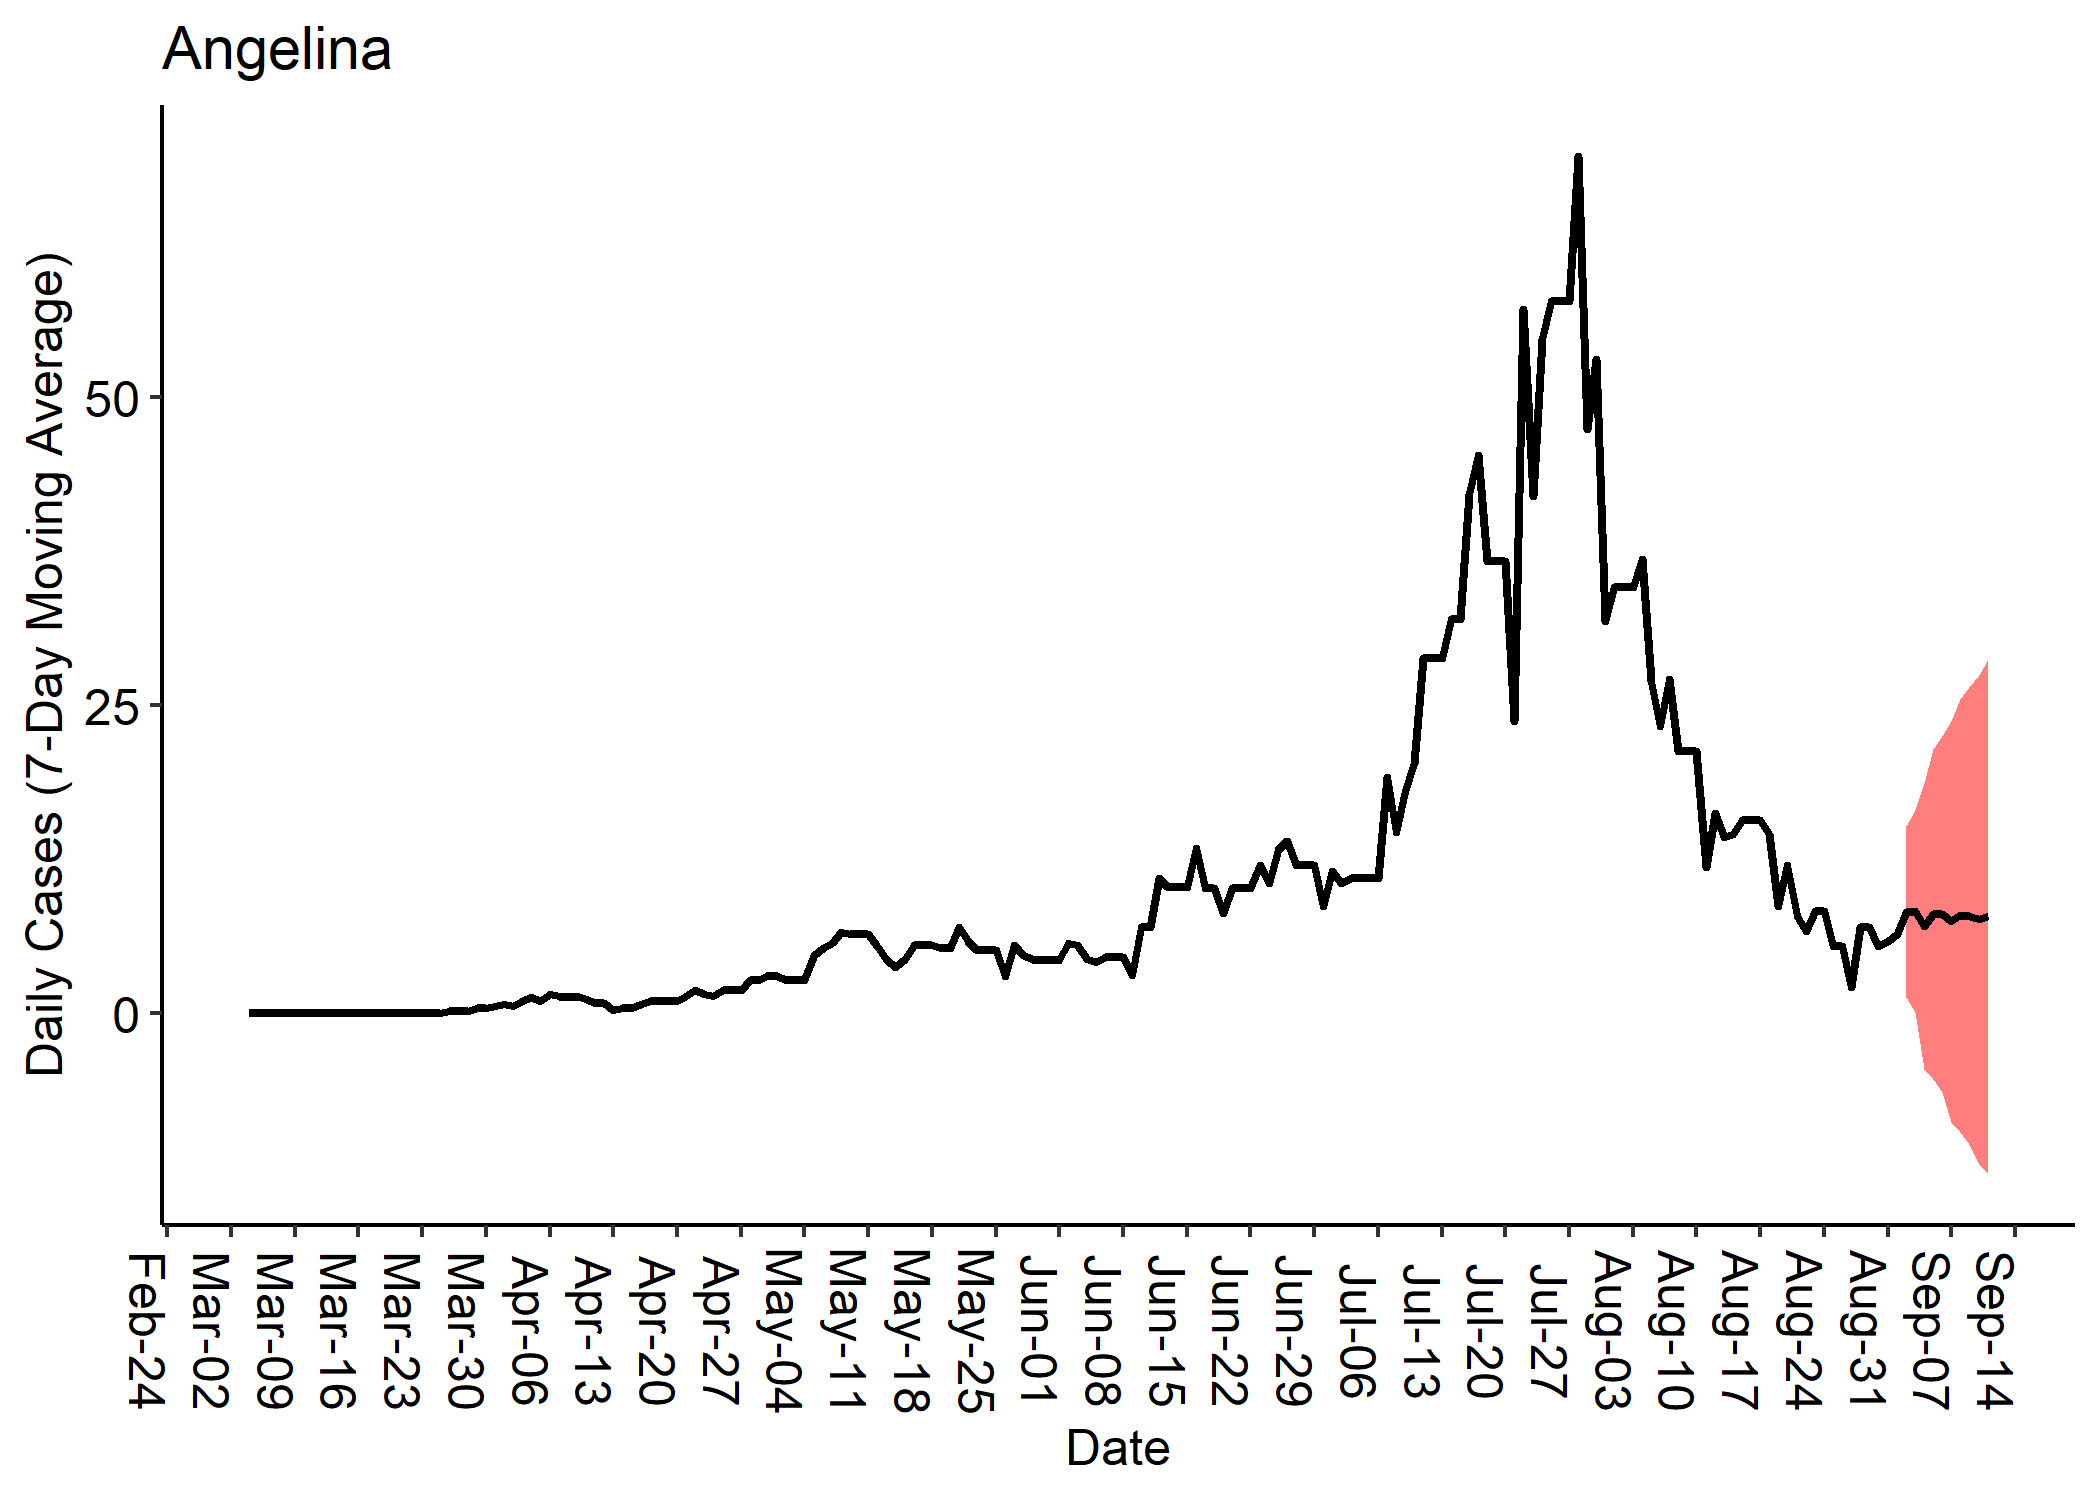 Angelina
Daily Cases (7-Day Moving Average)
50
25
0
Feb-24
Mar-02
Mar-09
Mar-16
Mar-23
Mar-30
Apr-06
Apr-13
Apr-20
Apr-27
May-04
May-11
May-18
May-25
Jun-01
Jun-08
Jun-15
Jun-22
Jun-29
Jul-06
Jul-13
Jul-20
Jul-27
Aug-03
Aug-10
Aug-17
Aug-24
Aug-31
Sep-07
Sep-14
Date